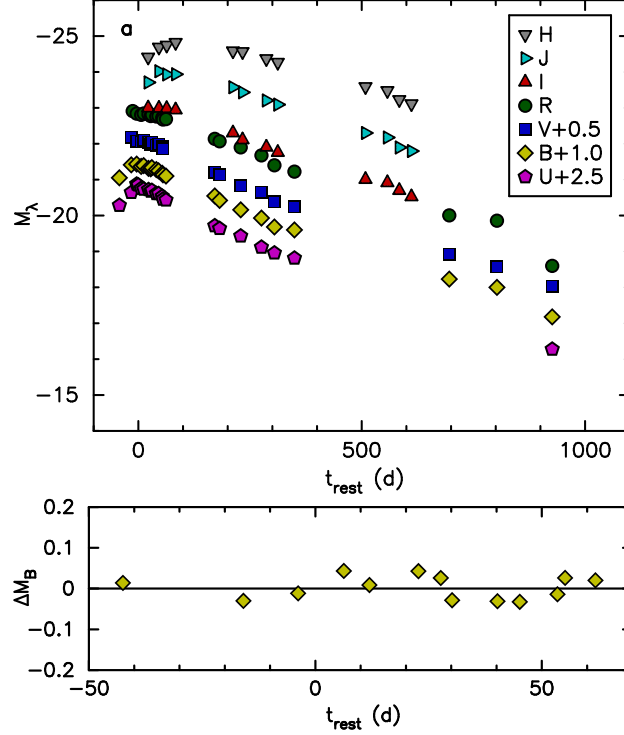 a
−25
−20
−15
M_λ
H
J
I
R
V+0.5
B+1.0
U+2.5
0 500 1000
t_rest (d)
0.2
0.1
0
−0.1
−0.2
ΔM_B
−50 0 50
t_rest (d)